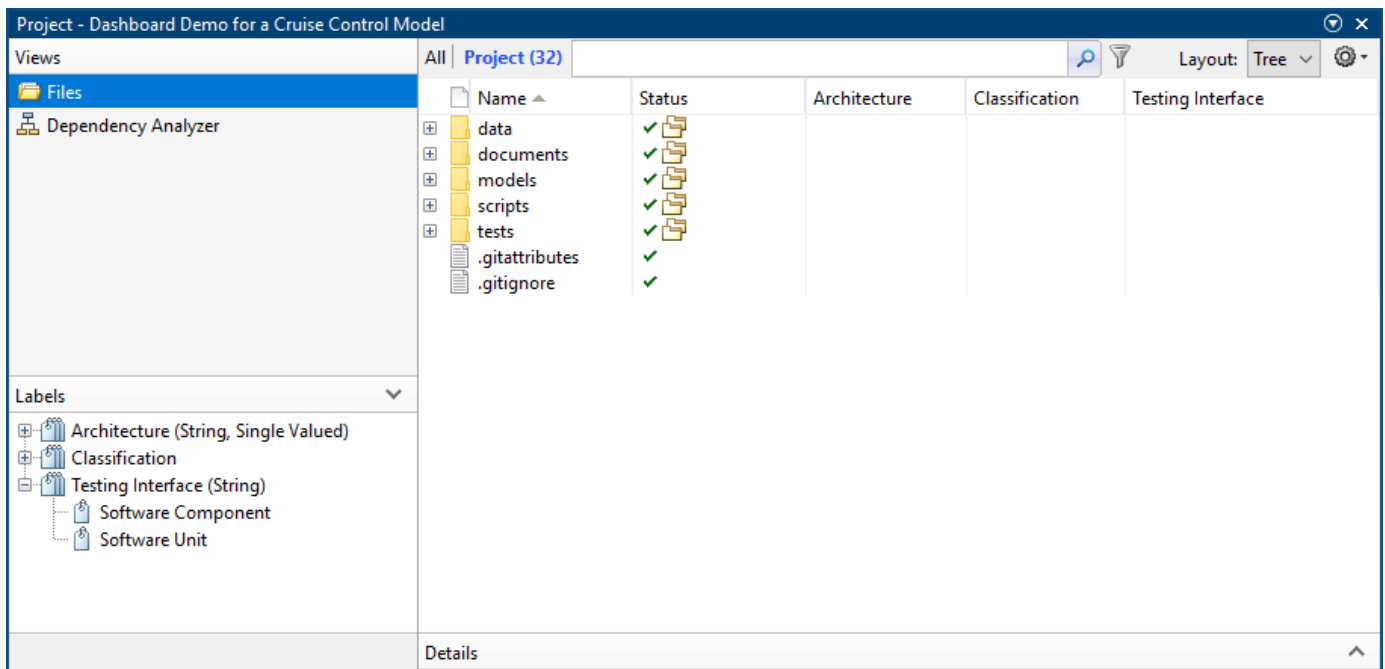 Project - Dashboard Demo for a Cruise Control Model
Views
Files
Dependency Analyzer
Labels
Architecture (String, Single Valued)
Classification
Testing Interface (String)
Software Component
Software Unit
All Project (32) Layout: Tree
Name Status Architecture Classification Testing Interface
data
documents
models
scripts
tests
.gitattributes
.gitignore
Details